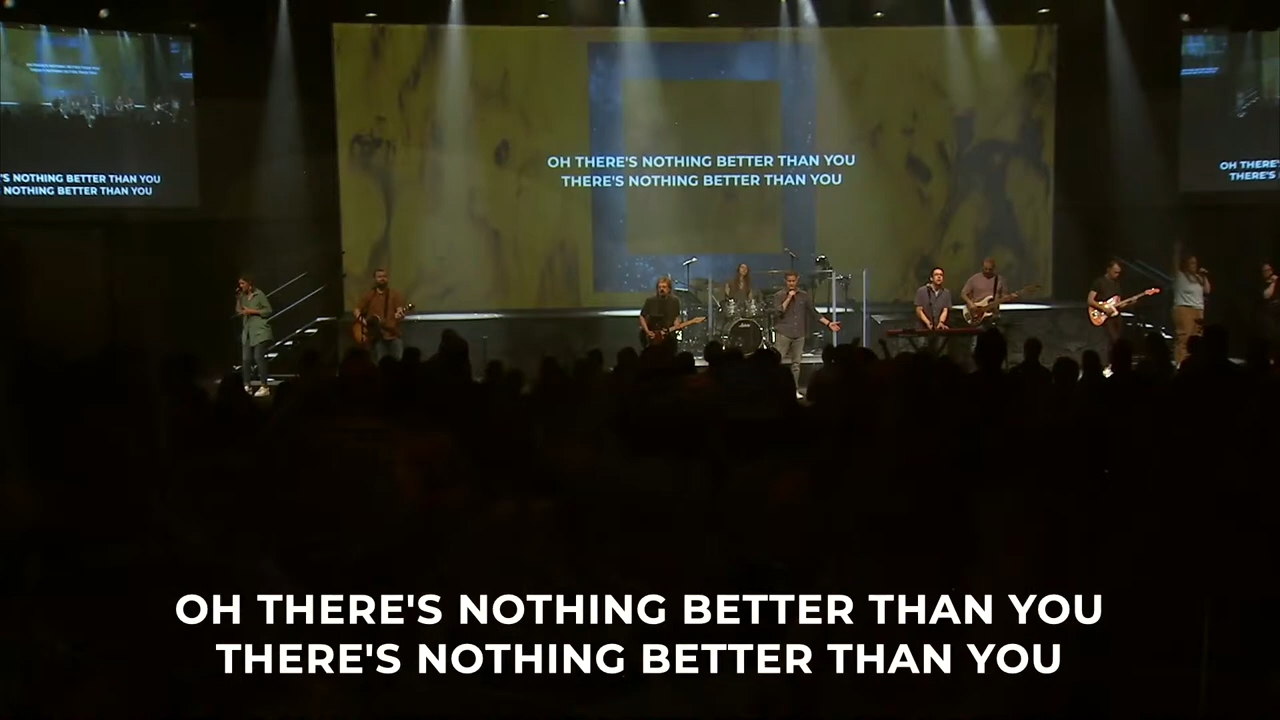 OH THERE'S NOTHING BETTER THAN YOU
THERE'S NOTHING BETTER THAN YOU
'S NOTHING BETTER THAN YOU
NOTHING BETTER THAN YOU
OH THERE'
THERE'S
OH THERE'S NOTHING BETTER THAN YOU
THERE'S NOTHING BETTER THAN YOU